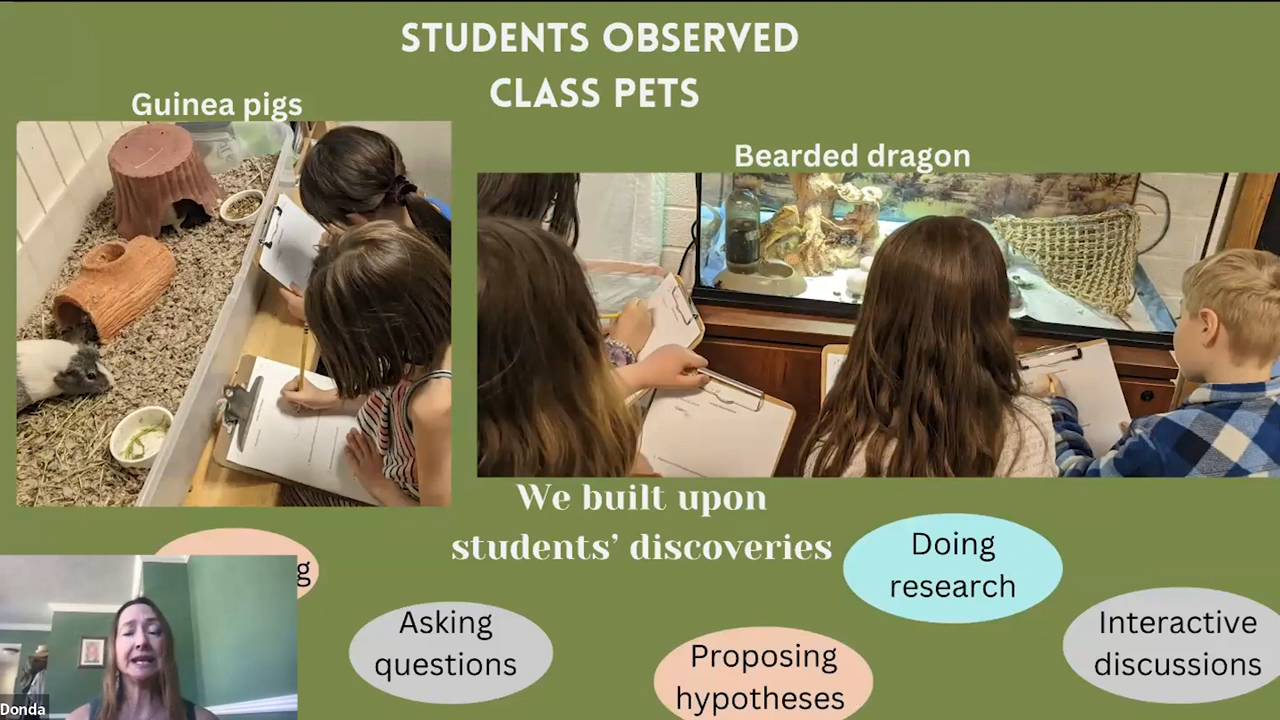 STUDENTS OBSERVED
CLASS PETS
Guinea pigs
Bearded dragon
We built upon
students’ discoveries
Doing
research
Asking
questions
Interactive
discussions
Proposing
hypotheses
Donda